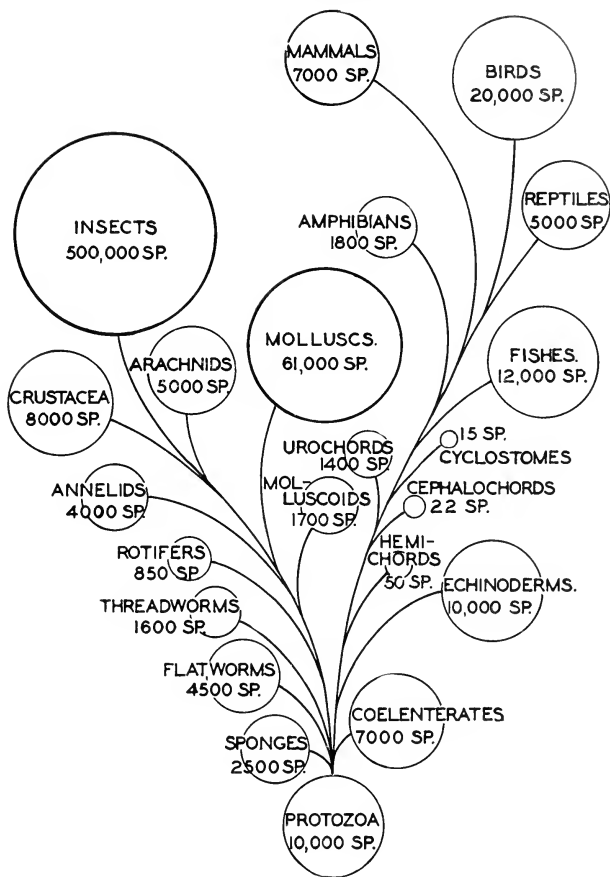 MAMMALS
7000 SP.
BIRDS
20,000 SP.
REPTILES
5000 SP.
AMPHIBIANS
1800 SP.
INSECTS
500,000 SP.
MOLLUSCS.
61,000 SP.
FISHES.
12,000 SP.
ARACHNIDS
5000 SP.
CRUSTACEA
8000 SP.
15 SP.
CYCLOSTOMES
UROCHORDS
1400 SP.
CEPHALOCHORDS
22 SP.
MOL-
LUSCOIDS
1700 SP.
ANNELIDS
4000 SP.
HEMI-
CHORDS
50 SP.
ROTIFERS
850 SP.
ECHINODERMS.
10,000 SP.
THREADWORMS
1600 SP.
FLATWORMS
4500 SP.
COELENTERATES
7000 SP.
SPONGES
2500 SP.
PROTOZOA
10,000 SP.